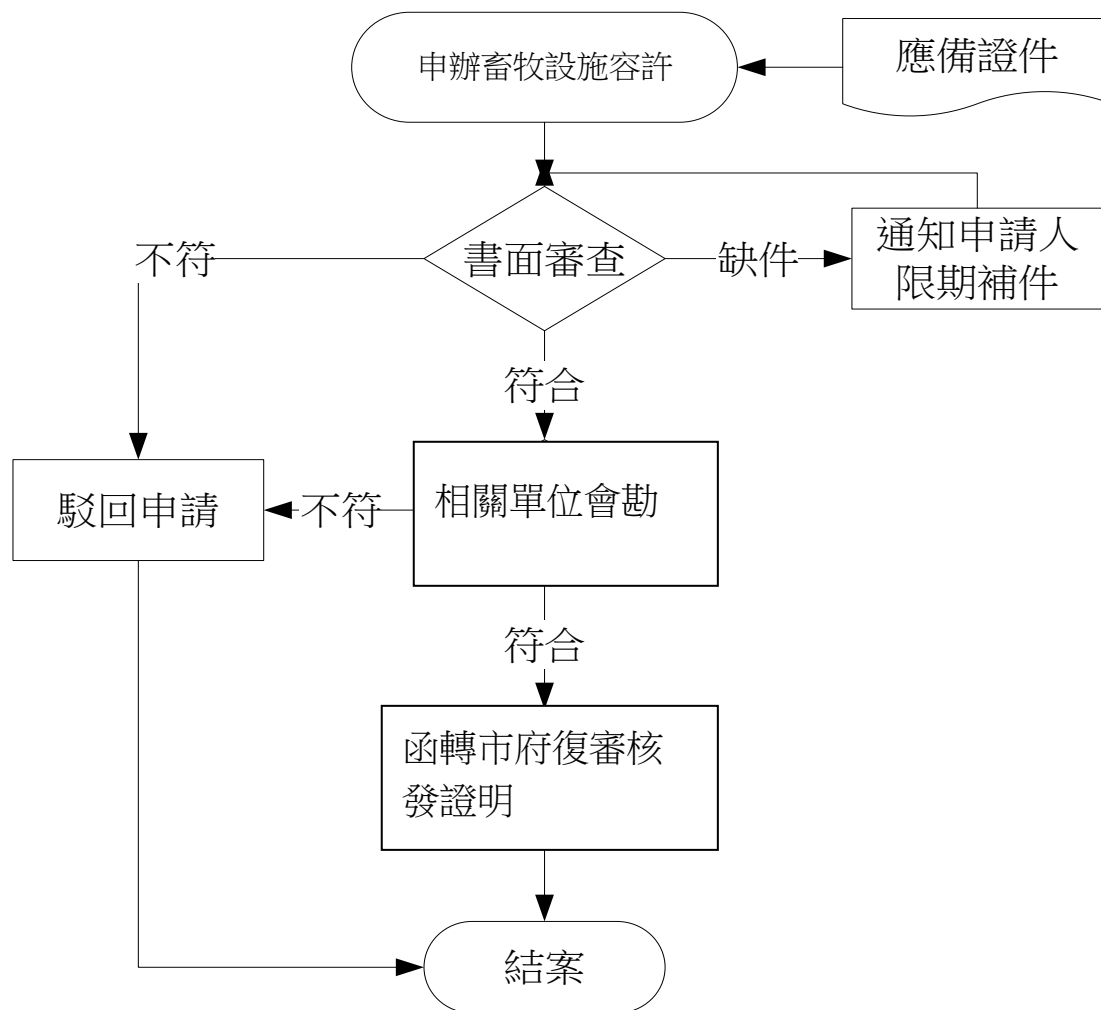 申辦畜牧設施容許
應備證件
不符
書面審查
缺件
通知申請人
限期補件
符合
駁回申請
不符
相關單位會勘
符合
函轉市府復審核
發證明
結案